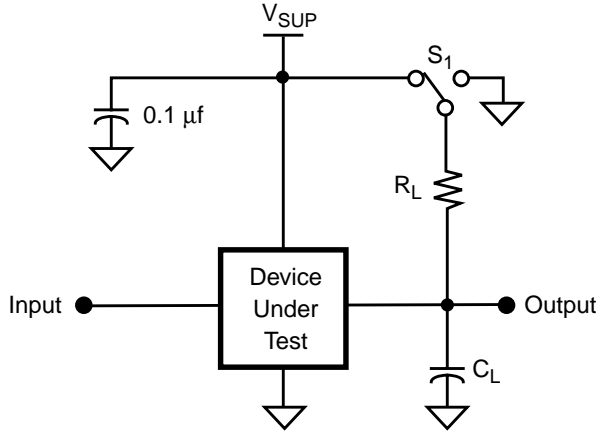 V_SUP
S_1
0.1 μf
R_L
Device
Under
Test
Input
Output
C_L